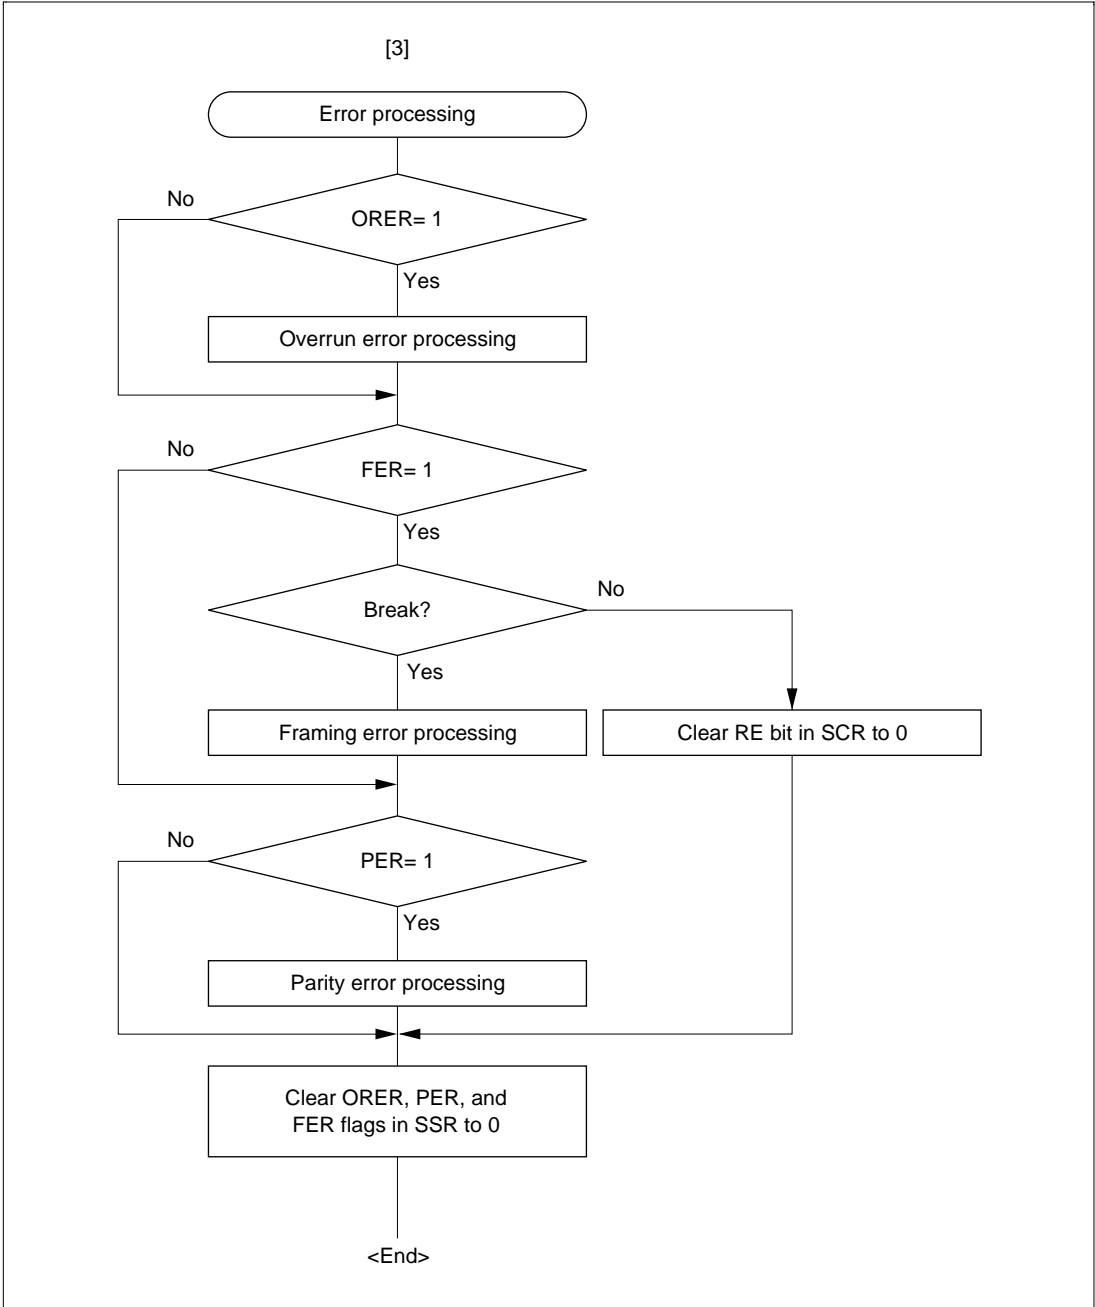 [3]
Error processing
No
ORER= 1
Yes
Overrun error processing
No
FER= 1
Yes
No
Break?
Yes
Framing error processing
Clear RE bit in SCR to 0
No
PER= 1
Yes
Parity error processing
Clear ORER, PER, and
FER flags in SSR to 0
<End>